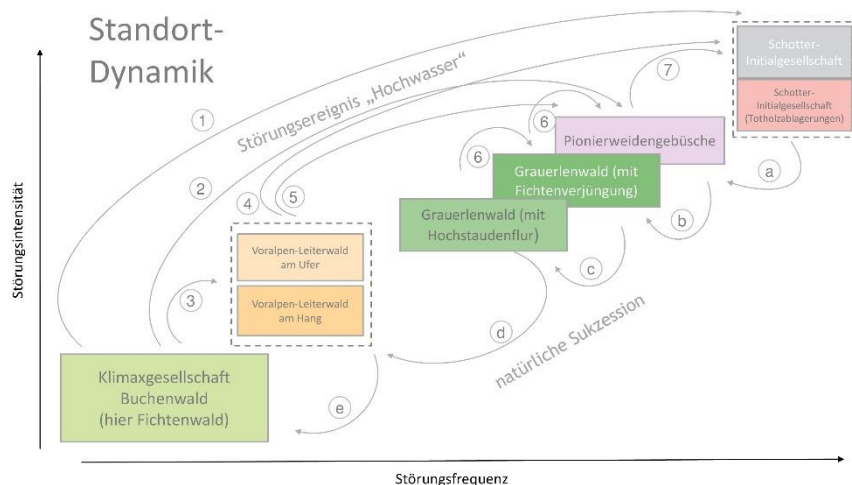 Standort-
Dynamik
Störungsintensität
Störungsereignis „Hochwasser"
1
2
3
4
5
6
6
7
Schotter-
Initialgesellschaft
Schotter-
Initialgesellschaft
(Totholzablagerungen)
Pionierweidengebüsche
Grauerlenwald (mit
Fichtenverjüngung)
Grauerlenwald (mit
Hochstaudenflur)
Voralpen-Leiterwald
am Ufer
Voralpen-Leiterwald
am Hang
Klimaxgesellschaft
Buchenwald
(hier Fichtenwald)
a
b
c
d
e
natürliche Sukzession
Störungsfrequenz